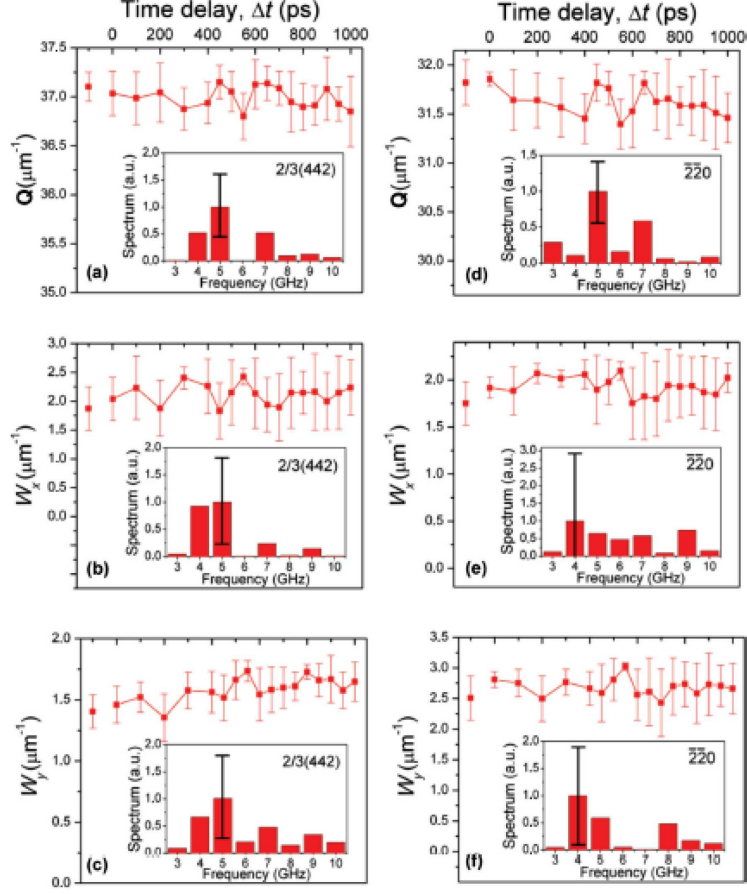 Time delay, Δt (ps)
0 200 400 600 800 1000
37.5
37.0
36.5
36.0
35.5
35.0
Q(μm⁻¹)
2/3(442)
Spectrum (a.u.)
2.0
1.5
1.0
0.5
0.0
3 4 5 6 7 8 9 10
Frequency (GHz)
(a)
Time delay, Δt (ps)
0 200 400 600 800 1000
32.0
31.5
31.0
30.5
30.0
Q(μm⁻¹)
2̅2̅0
Spectrum (a.u.)
1.5
1.0
0.5
0.0
3 4 5 6 7 8 9 10
Frequency (GHz)
(d)
3.0
2.5
2.0
1.5
1.0
0.5
0.0
Wx(μm⁻¹)
2/3(442)
Spectrum (a.u.)
2.0
1.5
1.0
0.5
0.0
3 4 5 6 7 8 9 10
Frequency (GHz)
(b)
2.0
1.5
1.0
0.5
0.0
Wx(μm⁻¹)
2̅2̅0
Spectrum (a.u.)
3.0
2.5
2.0
1.5
1.0
0.5
0.0
3 4 5 6 7 8 9 10
Frequency (GHz)
(e)
2.0
1.5
1.0
0.5
0.0
Wy(μm⁻¹)
2/3(442)
Spectrum (a.u.)
2.0
1.5
1.0
0.5
0.0
3 4 5 6 7 8 9 10
Frequency (GHz)
(c)
3.5
3.0
2.5
2.0
1.5
1.0
0.5
0.0
Wy(μm⁻¹)
2̅2̅0
Spectrum (a.u.)
2.0
1.5
1.0
0.5
0.0
3 4 5 6 7 8 9 10
Frequency (GHz)
(f)